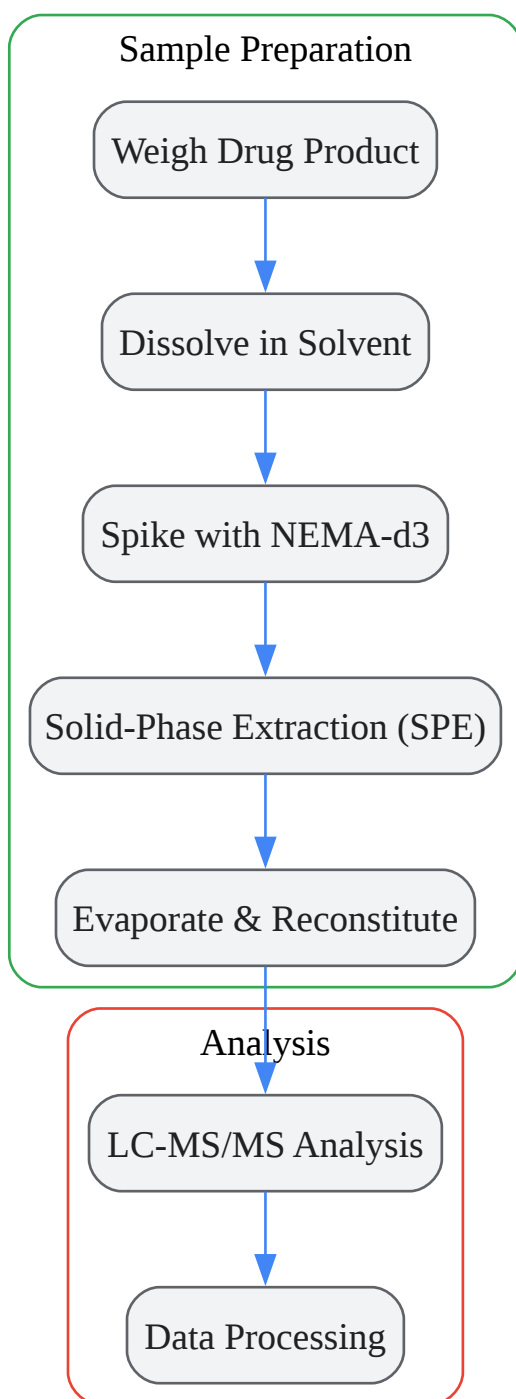 Sample Preparation
Weigh Drug Product
Dissolve in Solvent
Spike with NEMA-d3
Solid-Phase Extraction (SPE)
Evaporate & Reconstitute
Analysis
LC-MS/MS Analysis
Data Processing